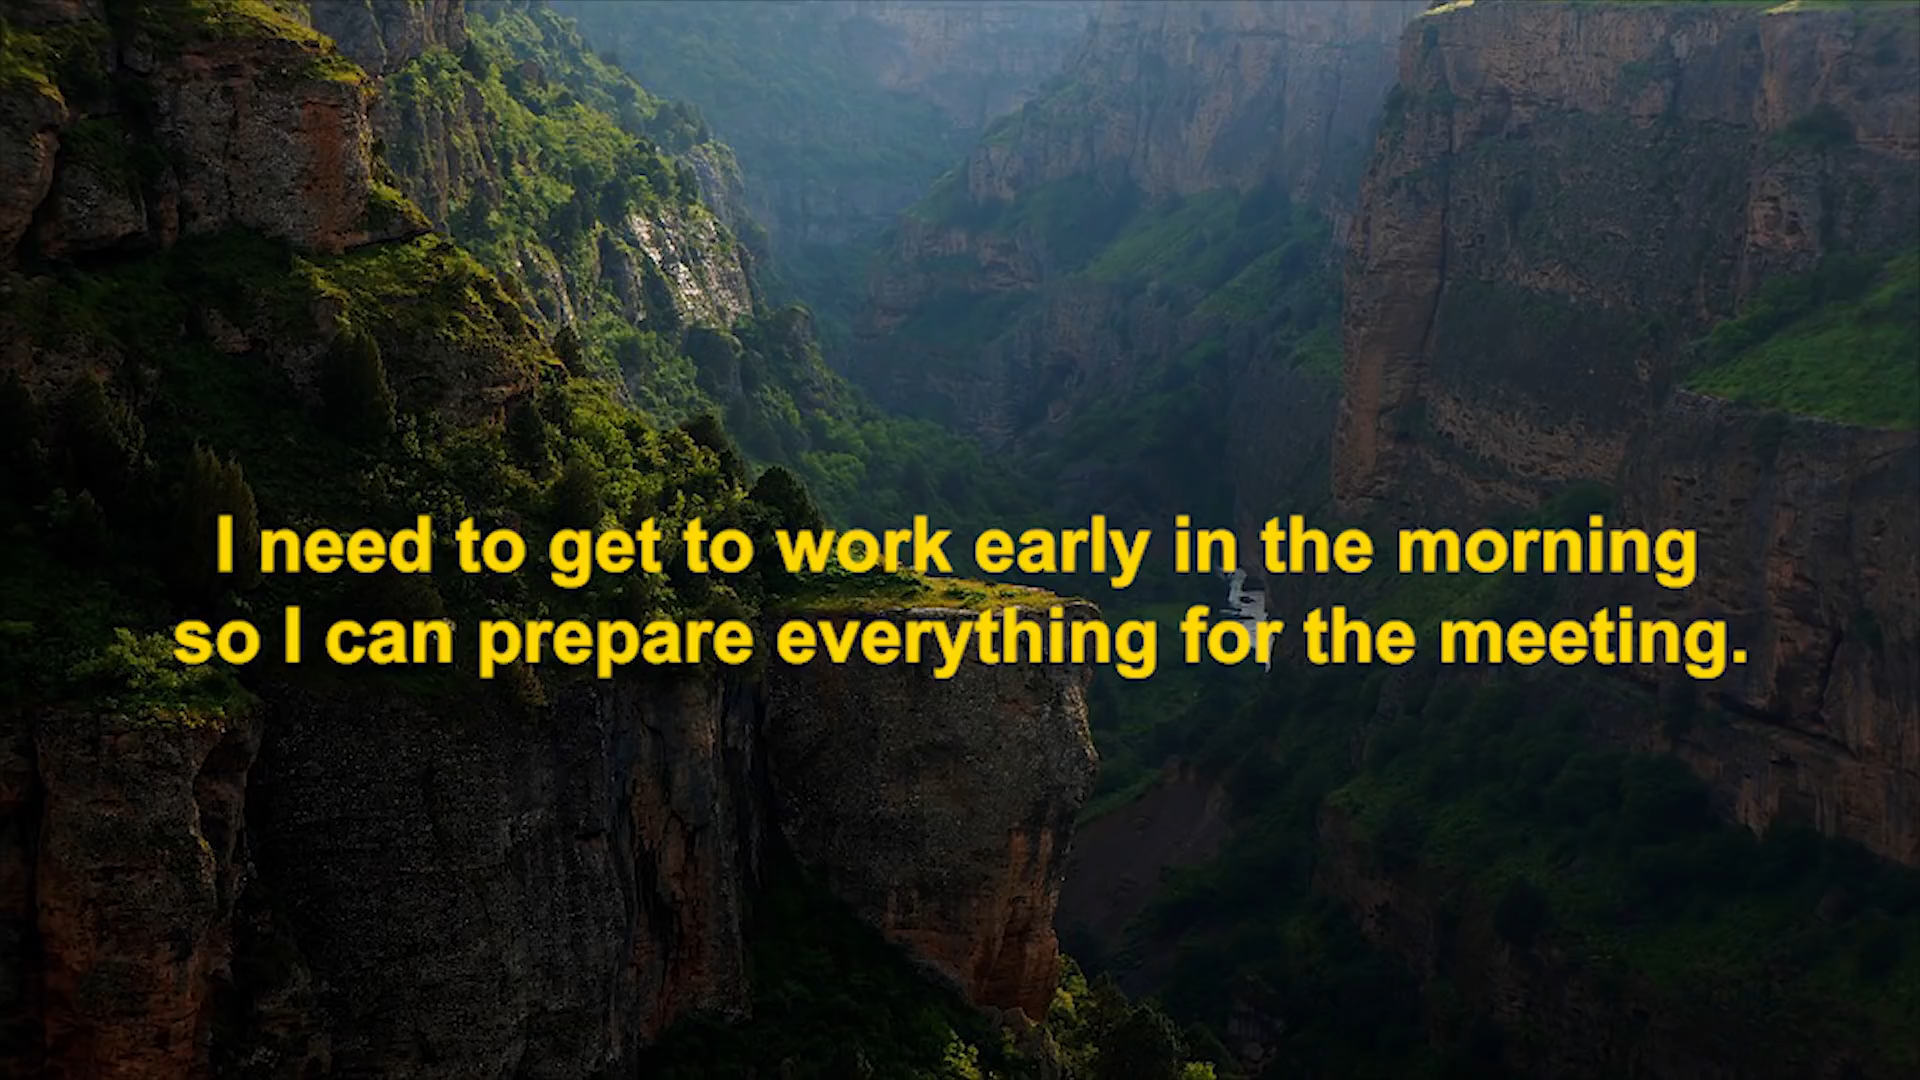 I need to get to work early in the morning
so I can prepare everything for the meeting.